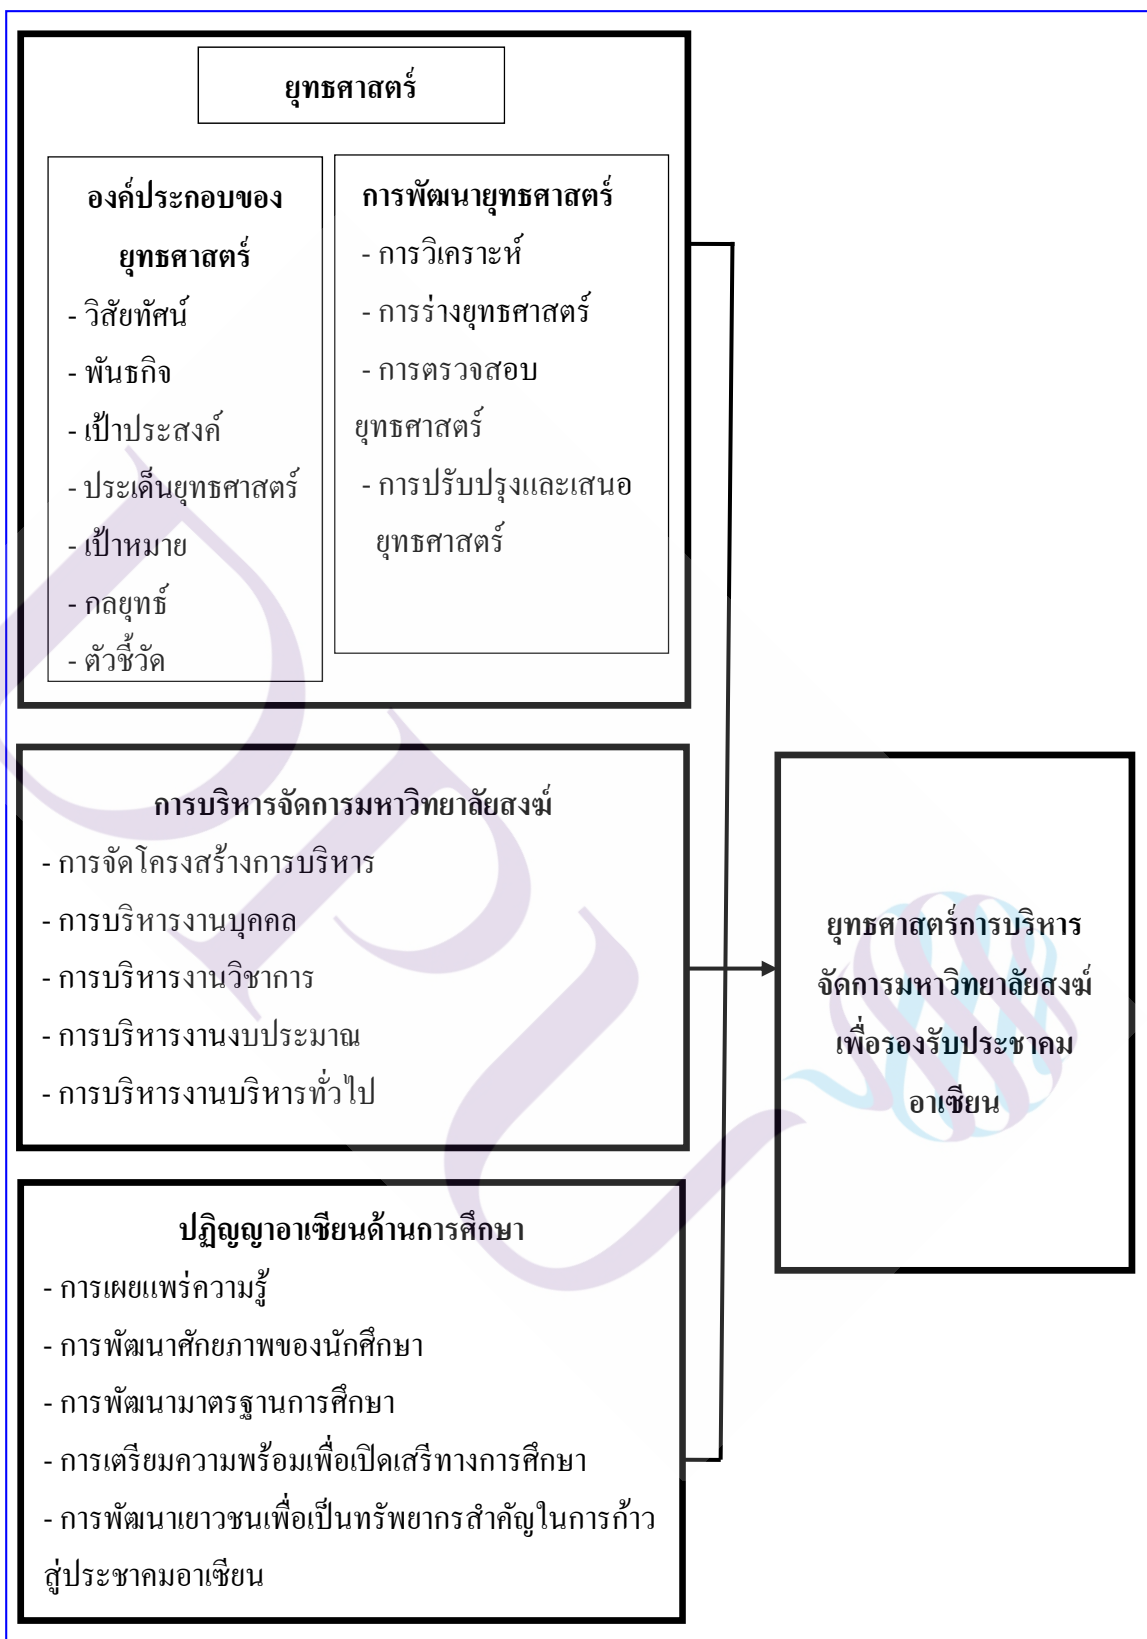 ยุทธศาสตร์
องค์ประกอบของ
ยุทธศาสตร์
- วิสัยทัศน์
- พันธกิจ
- เป้าประสงค์
- ประเด็นยุทธศาสตร์
- เป้าหมาย
- กลยุทธ์
- ตัวชี้วัด
การพัฒนายุทธศาสตร์
- การวิเคราะห์
- การร่างยุทธศาสตร์
- การตรวจสอบ
ยุทธศาสตร์
- การปรับปรุงและเสนอ
ยุทธศาสตร์
การบริหารจัดการมหาวิทยาลัยสงฆ์
- การจัดโครงสร้างการบริหาร
- การบริหารงานบุคคล
- การบริหารงานวิชาการ
- การบริหารงานงบประมาณ
- การบริหารงานบริหารทั่วไป
ปฏิญญาอาเซียนด้านการศึกษา
- การเผยแพร่ความรู้
- การพัฒนาศักยภาพของนักศึกษา
- การพัฒนามาตรฐานการศึกษา
- การเตรียมความพร้อมเพื่อเปิดเสรีทางการศึกษา
- การพัฒนาเยาวชนเพื่อเป็นทรัพยากรสำคัญในการก้าว
สู่ประชาคมอาเซียน
ยุทธศาสตร์การบริหาร
จัดการมหาวิทยาลัยสงฆ์
เพื่อรองรับประชาคม
อาเซียน
DPU